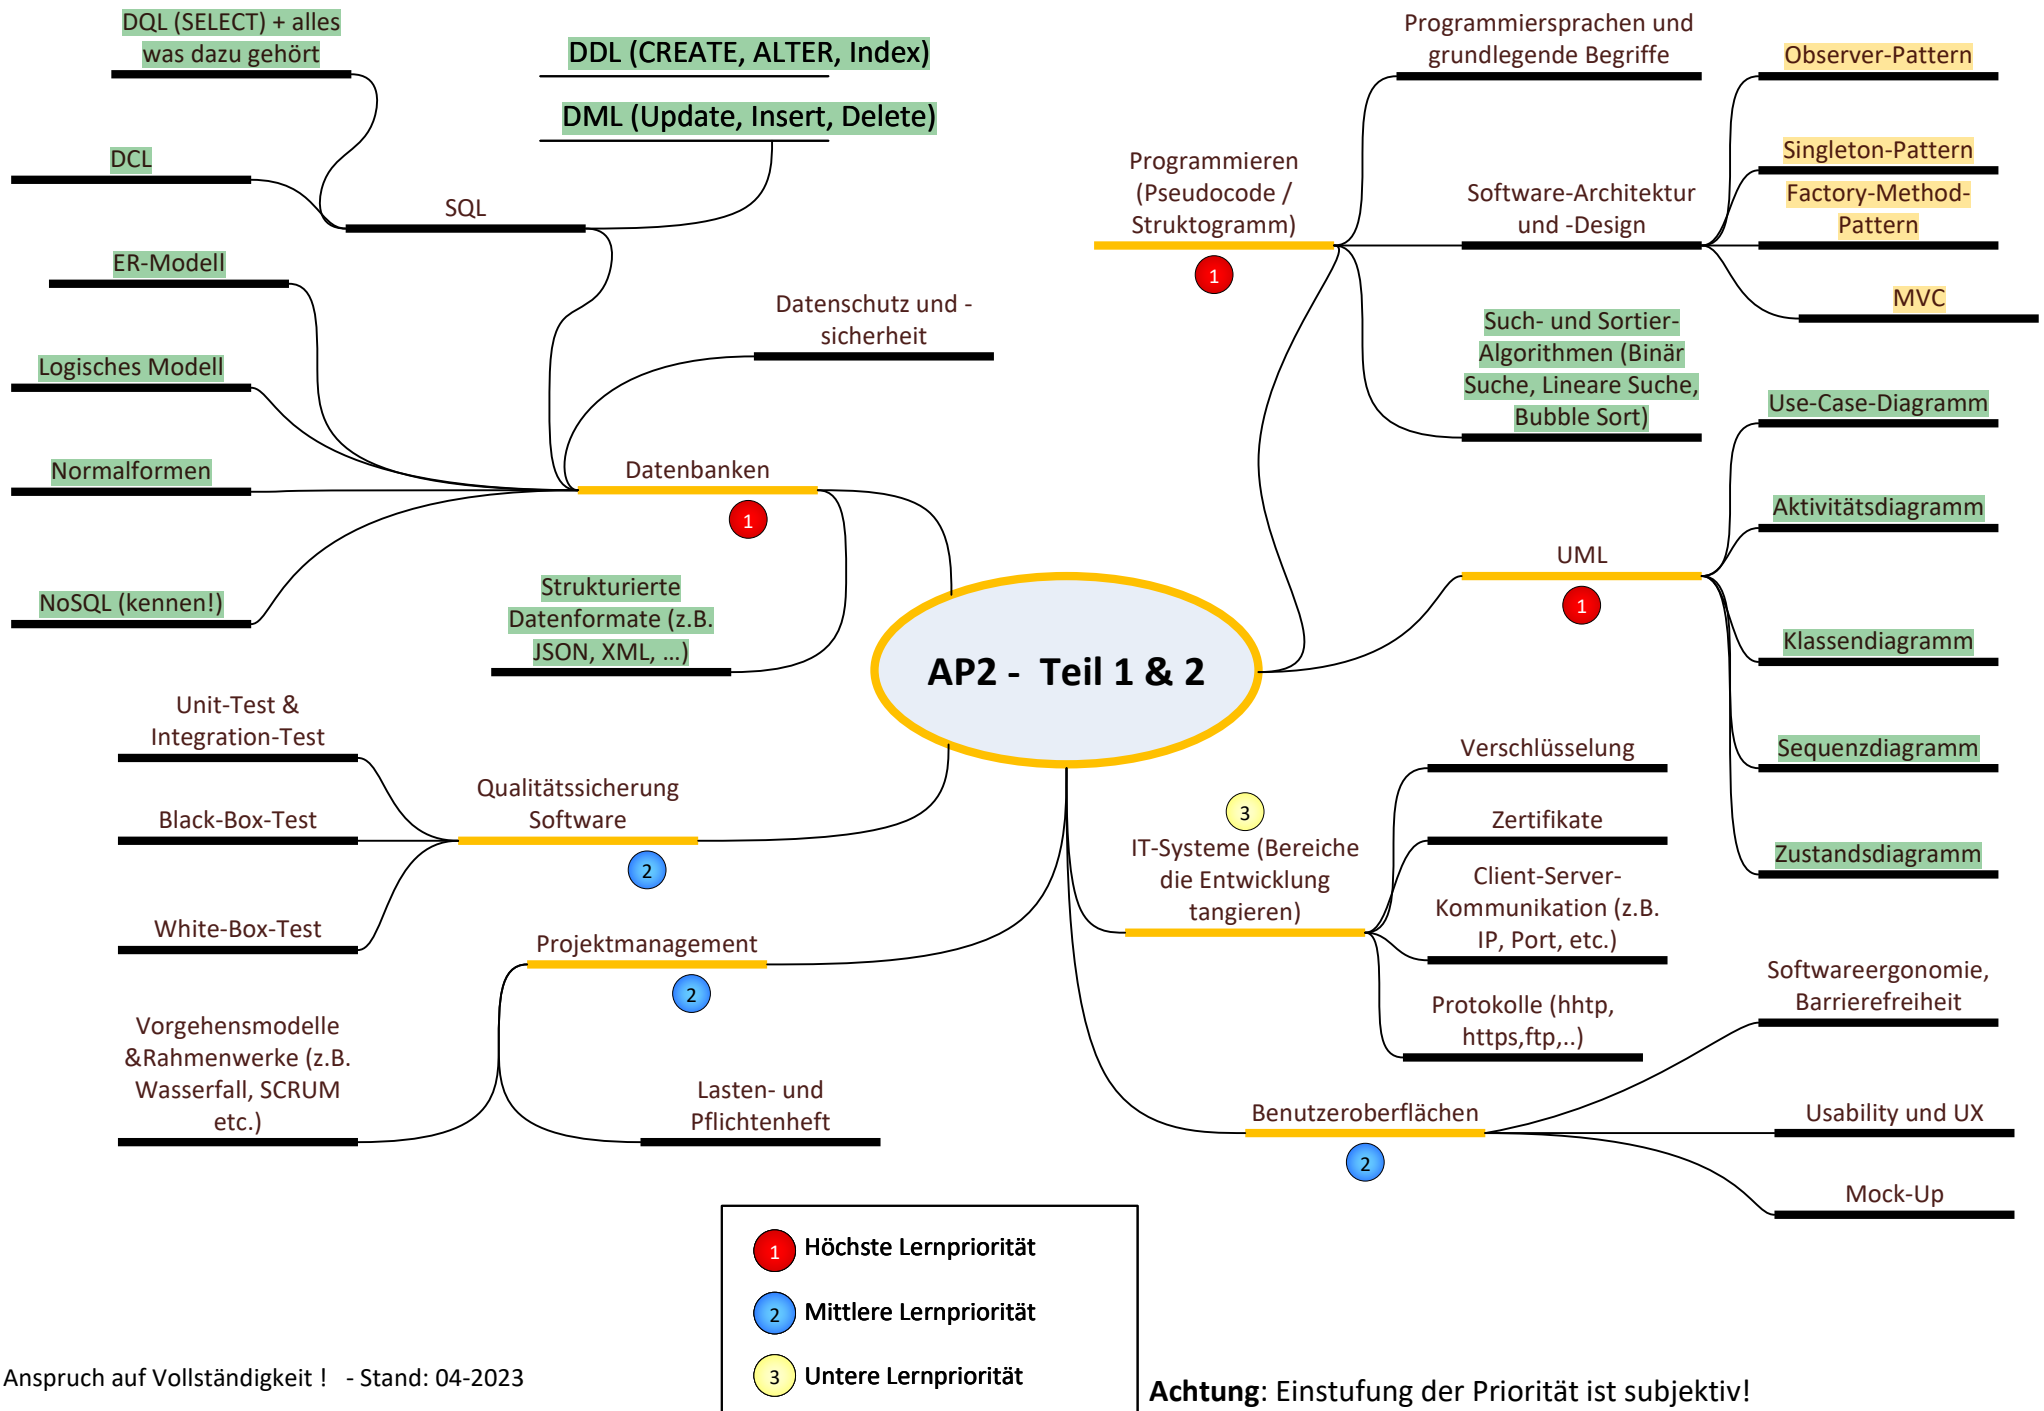 DQL (SELECT) + alles
was dazu gehört
DDL (CREATE, ALTER, Index)
DML (Update, Insert, Delete)
DCL
SQL
ER-Modell
Logisches Modell
Normalformen
NoSQL (kennen!)
Datenschutz und -
sicherheit
Datenbanken
1
Strukturierte
Datenformate (z.B.
JSON, XML, …)
Programmiersprachen und
grundlegende Begriffe
Programmieren
(Pseudocode /
Struktogramm)
1
Software-Architektur
und -Design
Observer-Pattern
Singleton-Pattern
Factory-Method-
Pattern
MVC
Such- und Sortier-
Algorithmen (Binär
Suche, Lineare Suche,
Bubble Sort)
UML
1
Use-Case-Diagramm
Aktivitätsdiagramm
Klassendiagramm
Sequenzdiagramm
Zustandsdiagramm
AP2 -  Teil 1 & 2
Unit-Test &
Integration-Test
Black-Box-Test
White-Box-Test
Qualitätssicherung
Software
2
Projektmanagement
2
Vorgehensmodelle
&Rahmenwerke (z.B.
Wasserfall, SCRUM
etc.)
Lasten- und
Pflichtenheft
3
IT-Systeme (Bereiche
die Entwicklung
tangieren)
Verschlüsselung
Zertifikate
Client-Server-
Kommunikation (z.B.
IP, Port, etc.)
Protokolle (hhtp,
https,ftp,..)
Benutzeroberflächen
2
Softwareergonomie,
Barrierefreiheit
Usability und UX
Mock-Up
1 Höchste Lernpriorität
2 Mittlere Lernpriorität
3 Untere Lernpriorität
Anspruch auf Vollständigkeit !   - Stand: 04-2023
Achtung: Einstufung der Priorität ist subjektiv!